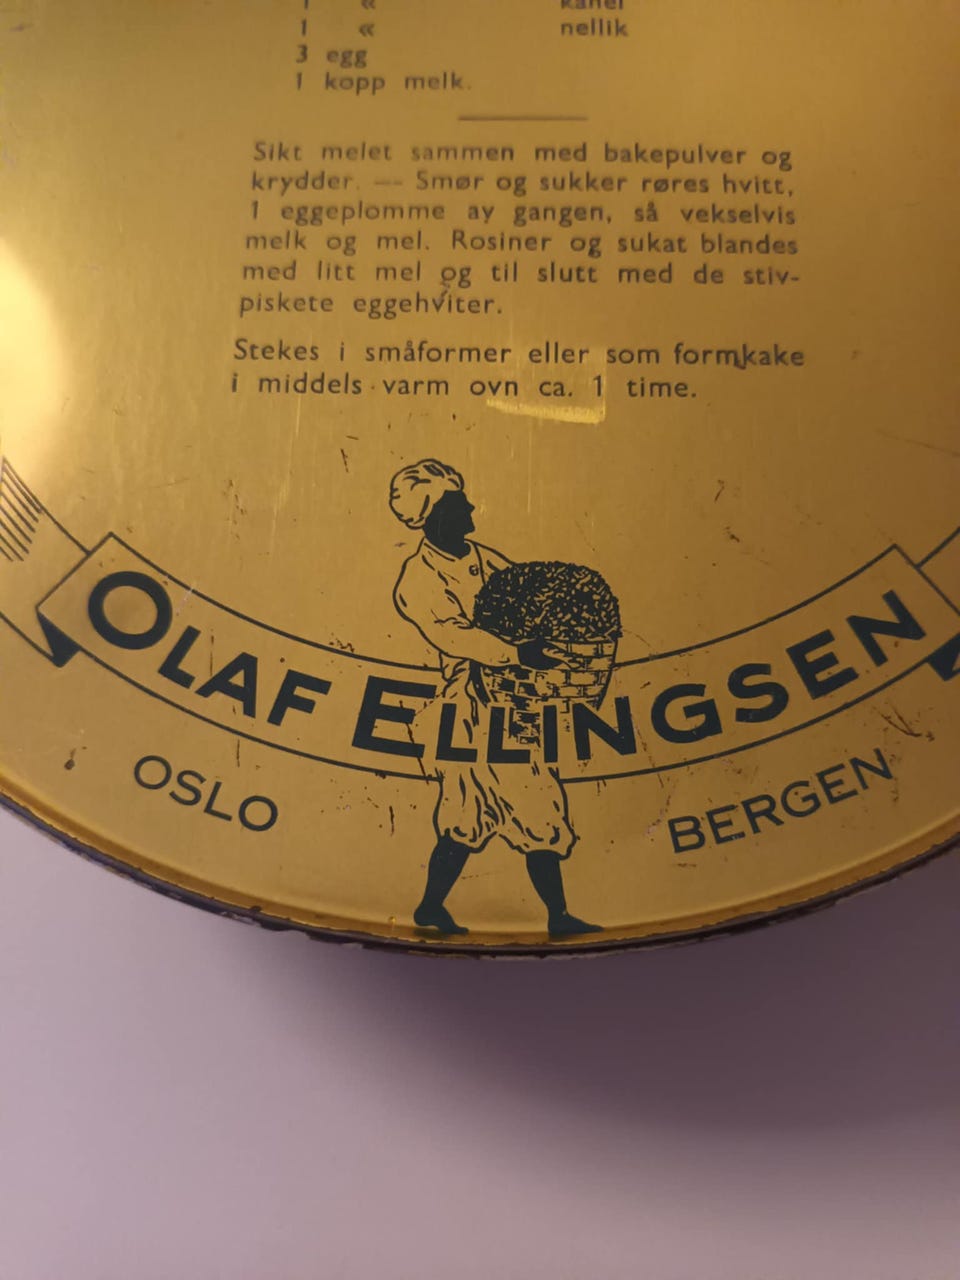 1 « kanel
1 « nellik
3 egg
1 kopp melk.
Sikt melet sammen med bakepulver og
krydder. — Smør og sukker røres hvitt,
1 eggeplomme av gangen, så vekselvis
melk og mel. Rosiner og sukat blandes
med litt mel og til slutt med de stiv-
piskete eggehviter.
Stekes i småformer eller som formkake
i middels varm ovn ca. 1 time.
OLAF ELLINGSEN
OSLO BERGEN